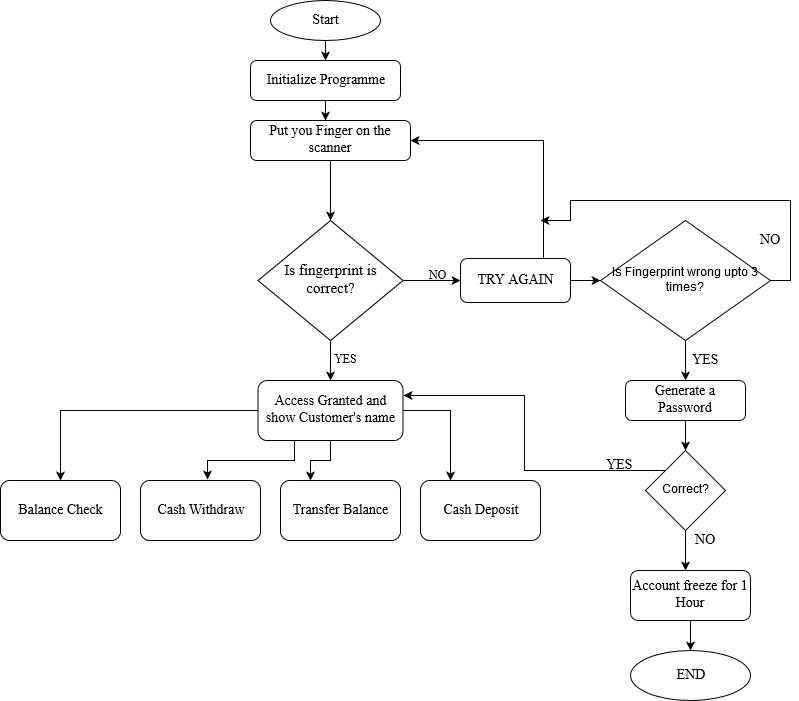 Start
Initialize Programme
Put you Finger on the
scanner
Is fingerprint is
correct?
NO
TRY AGAIN
Is Fingerprint wrong upto 3
times?
NO
YES
YES
Access Granted and
show Customer's name
Generate a
Password
YES
Correct?
Balance Check
Cash Withdraw
Transfer Balance
Cash Deposit
NO
Account freeze for 1
Hour
END